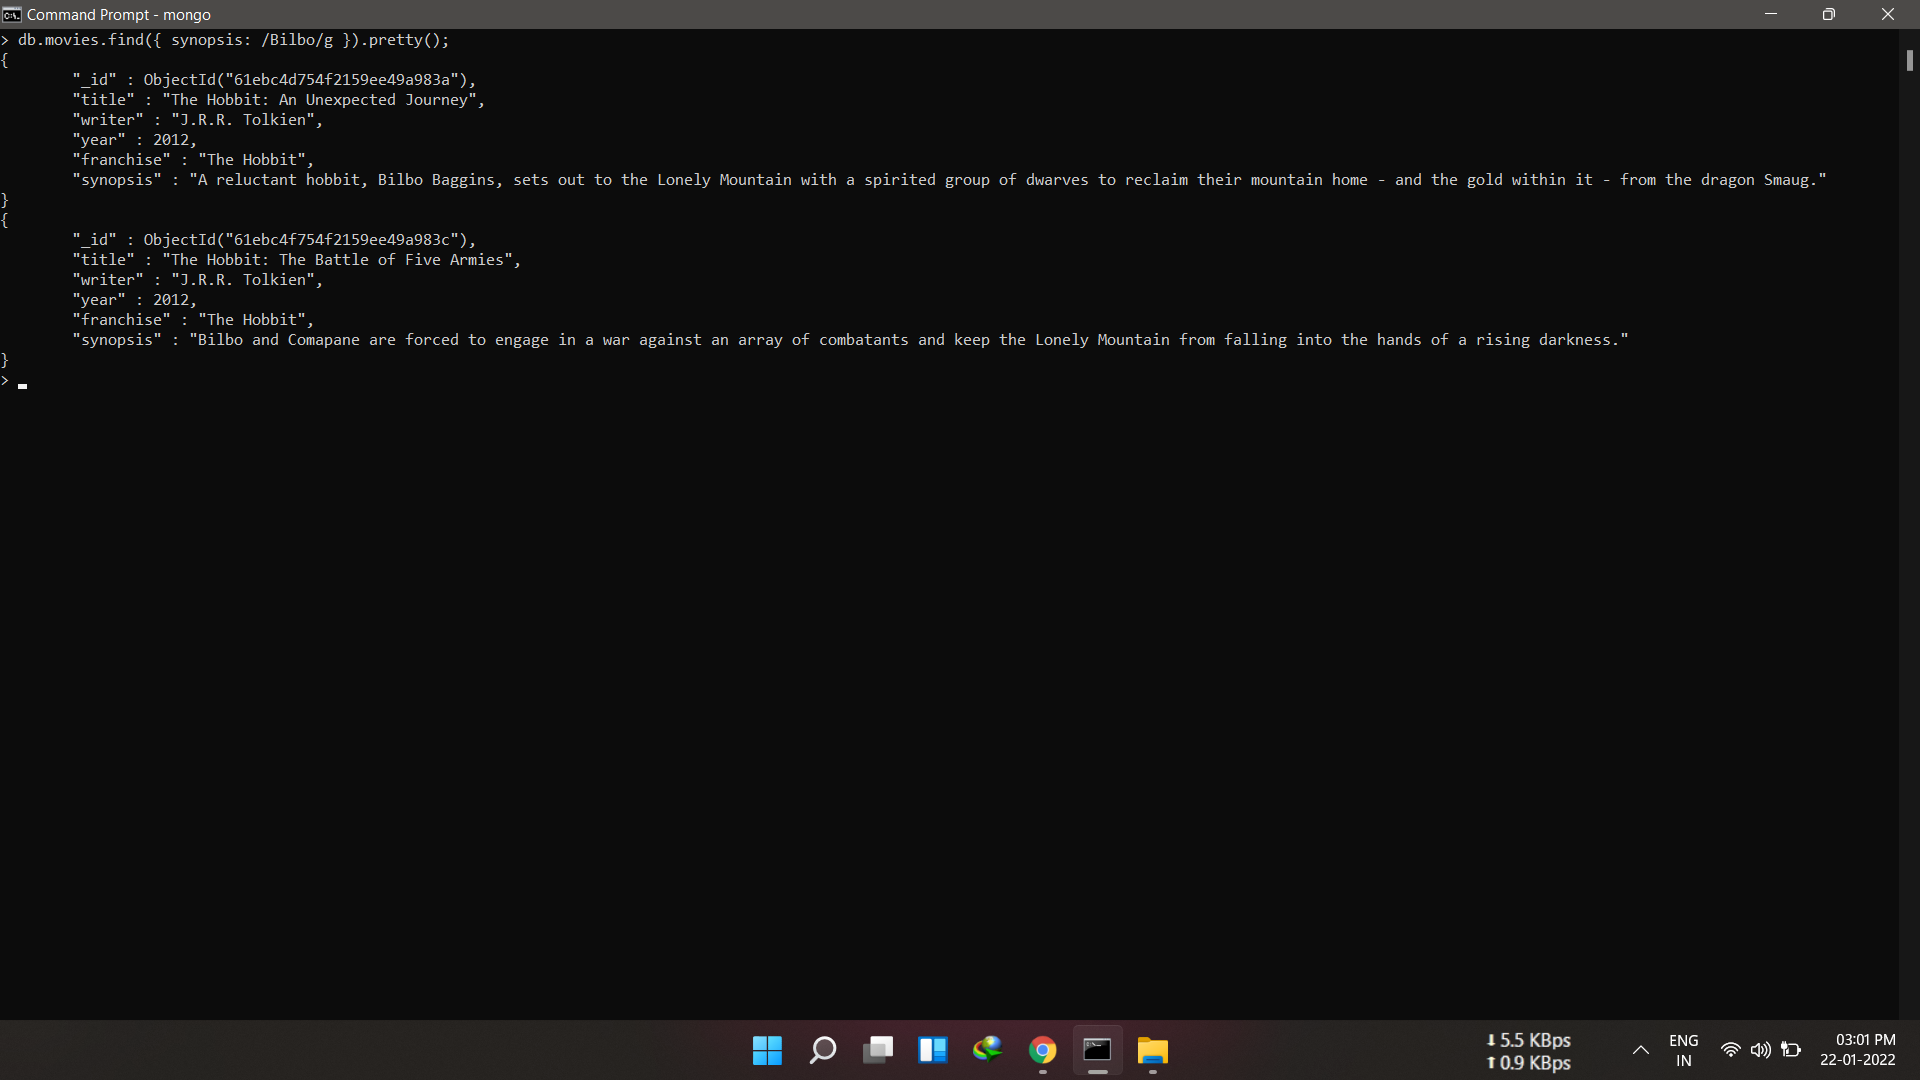 Command Prompt - mongo
> db.movies.find({ synopsis: /Bilbo/g }).pretty();
{
"_id" : ObjectId("61ebc4d754f2159ee49a983a"),
"title" : "The Hobbit: An Unexpected Journey",
"writer" : "J.R.R. Tolkien",
"year" : 2012,
"franchise" : "The Hobbit",
"synopsis" : "A reluctant hobbit, Bilbo Baggins, sets out to the Lonely Mountain with a spirited group of dwarves to reclaim their mountain home - and the gold within it - from the dragon Smaug."
}
{
"_id" : ObjectId("61ebc4f754f2159ee49a983c"),
"title" : "The Hobbit: The Battle of Five Armies",
"writer" : "J.R.R. Tolkien",
"year" : 2012,
"franchise" : "The Hobbit",
"synopsis" : "Bilbo and Comapane are forced to engage in a war against an array of combatants and keep the Lonely Mountain from falling into the hands of a rising darkness."
}
>
5.5 KBps
0.9 KBps
ENG
IN
03:01 PM
22-01-2022